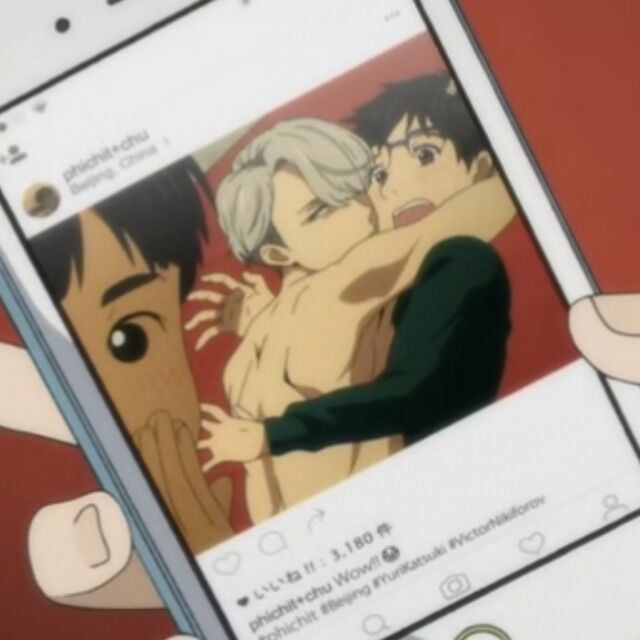 phichit+chu
Beijing, China
♥ いいね!! : 3,180 件
phichit+chu Wow!!
#phichit #Beijing #YuriKatsuki #VictorNikiforov